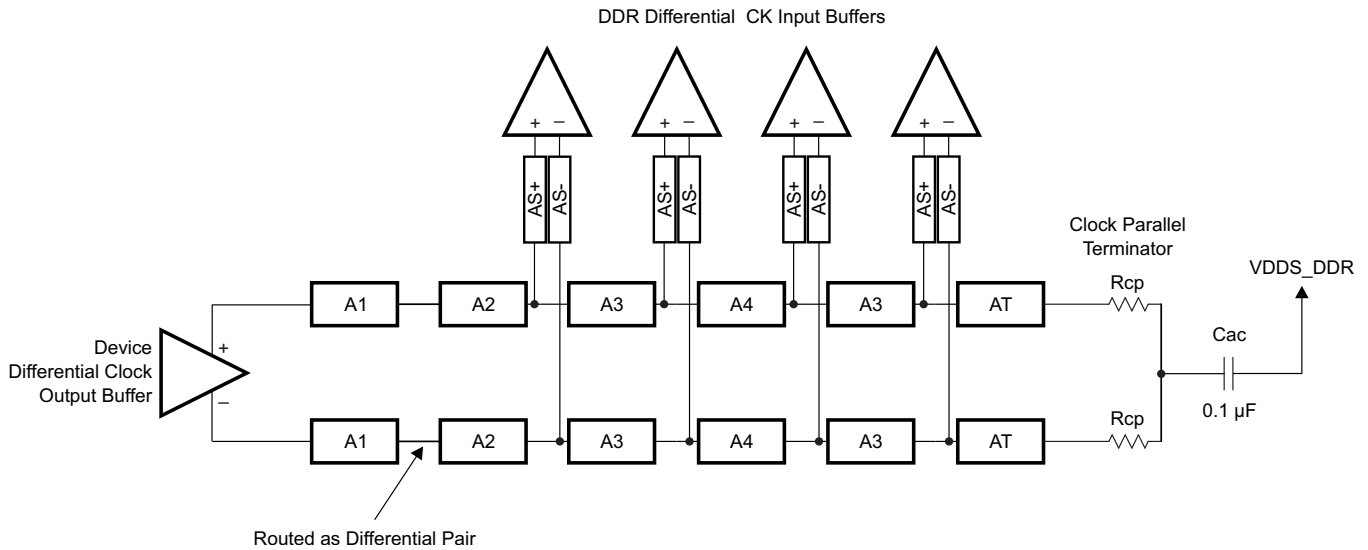 DDR Differential CK Input Buffers
+ –
+ –
+ –
+ –
AS+
AS-
AS+
AS-
AS+
AS-
AS+
AS-
Clock Parallel
Terminator
VDDS_DDR
A1
A2
A3
A4
A3
AT
Rcp
Device
Differential Clock
Output Buffer
+
–
Cac
0.1 µF
A1
A2
A3
A4
A3
AT
Rcp
Routed as Differential Pair